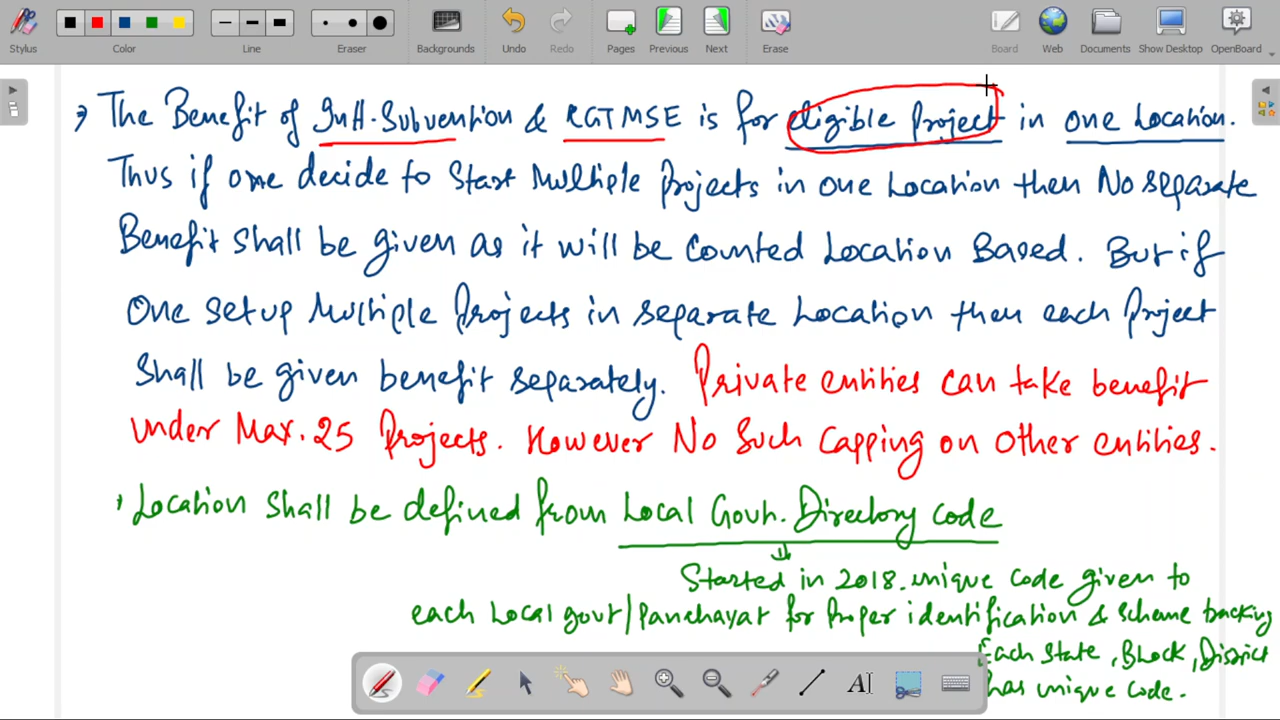 Stylus
Color
Line
Eraser
Backgrounds
Undo
Redo
Pages
Previous
Next
Erase
Board
Web
Documents
Show Desktop
OpenBoard
The Benefit of Intt. Subvention & is for eligible Project in one Location.
Thus if one decide to Start Multiple Projects in one Location then No separate
Benefit shall be given as it will be counted Location Based. But if
One setup Multiple Projects in separate Location then each Project
Shall be given benefit separately. Private entities can take benefit
under Max. 25 Projects. However No Such Capping on other entities.
Location shall be defined from Local Govt. Directory code
Started in 2018. unique code given to
each Local govt/Panchayat for Proper identification & scheme tracking
Each State, Block, District
has unique code.
AI